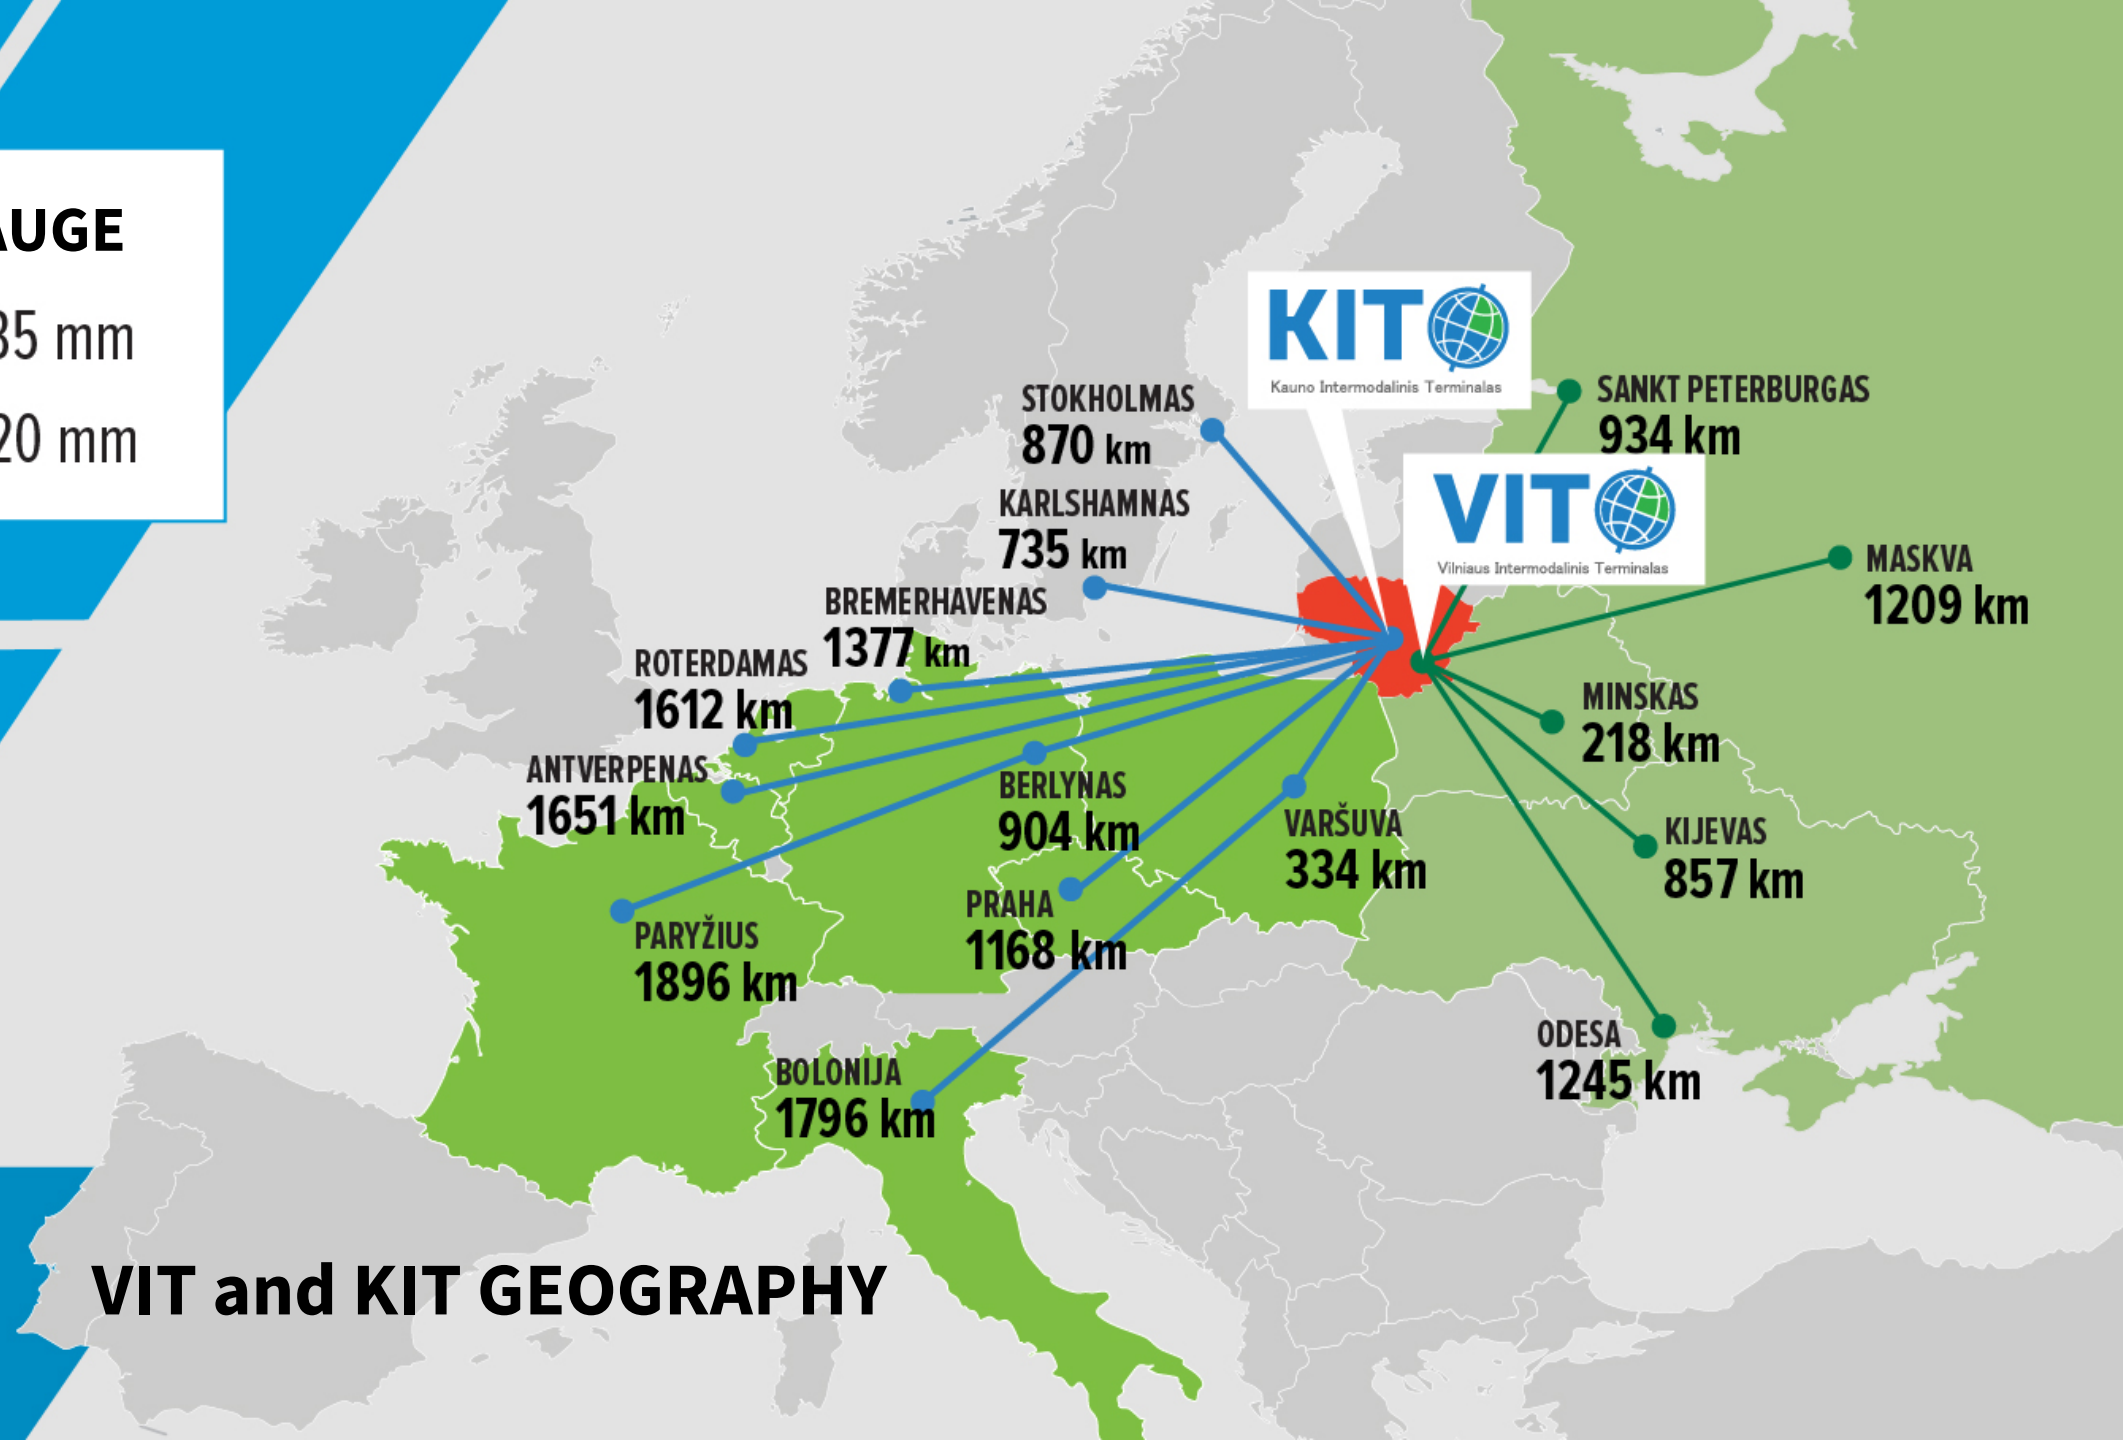 AUGE
35 mm
20 mm
KIT
Kauno Intermodalinis Terminalas
STOKHOLMAS
870 km
SANKT PETERBURGAS
934 km
KARLSHAMNAS
735 km
VIT
Vilniaus Intermodalinis Terminalas
MASKVA
1209 km
BREMERHAVENAS
1377 km
ROTERDAMAS
1612 km
MINSKAS
218 km
ANTVERPENAS
1651 km
BERLYNAS
904 km
VARŠUVA
334 km
KIJEVAS
857 km
PRAHA
1168 km
PARYŽIUS
1896 km
ODESA
1245 km
BOLONIJA
1796 km
VIT and KIT GEOGRAPHY